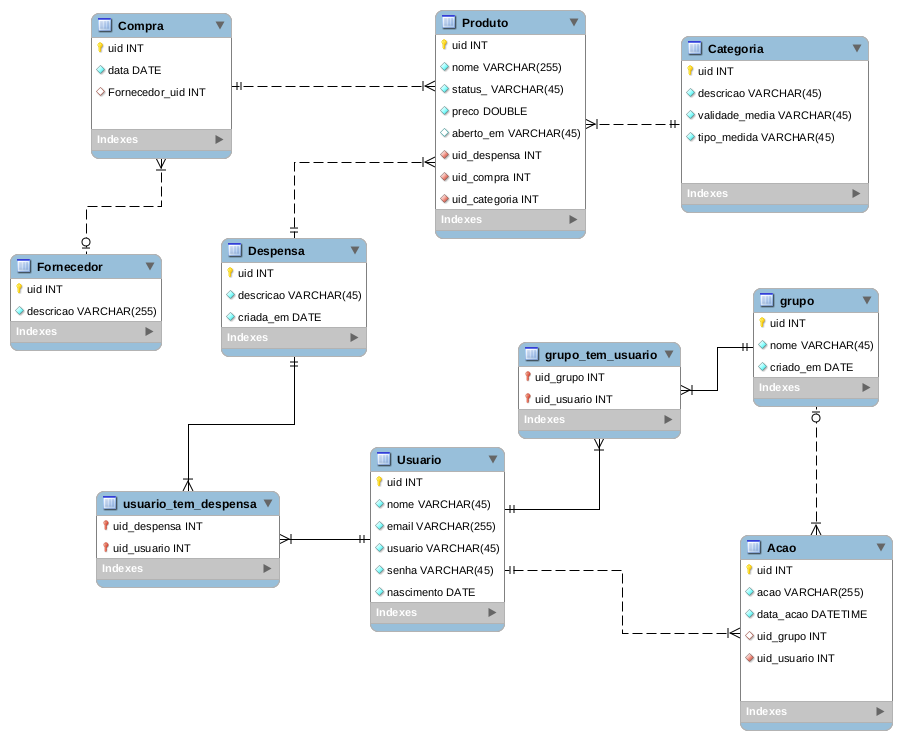 Compra
uid INT
data DATE
Fornecedor_uid INT
Indexes
Produto
uid INT
nome VARCHAR(255)
status_ VARCHAR(45)
preco DOUBLE
aberto_em VARCHAR(45)
uid_despensa INT
uid_compra INT
uid_categoria INT
Indexes
Categoria
uid INT
descricao VARCHAR(45)
validade_media VARCHAR(45)
tipo_medida VARCHAR(45)
Indexes
Fornecedor
uid INT
descricao VARCHAR(255)
Indexes
Despensa
uid INT
descricao VARCHAR(45)
criada_em DATE
Indexes
grupo
uid INT
nome VARCHAR(45)
criado_em DATE
Indexes
grupo_tem_usuario
uid_grupo INT
uid_usuario INT
Indexes
usuario_tem_despensa
uid_despensa INT
uid_usuario INT
Indexes
Usuario
uid INT
nome VARCHAR(45)
email VARCHAR(255)
usuario VARCHAR(45)
senha VARCHAR(45)
nascimento DATE
Indexes
Acao
uid INT
acao VARCHAR(255)
data_acao DATETIME
uid_grupo INT
uid_usuario INT
Indexes